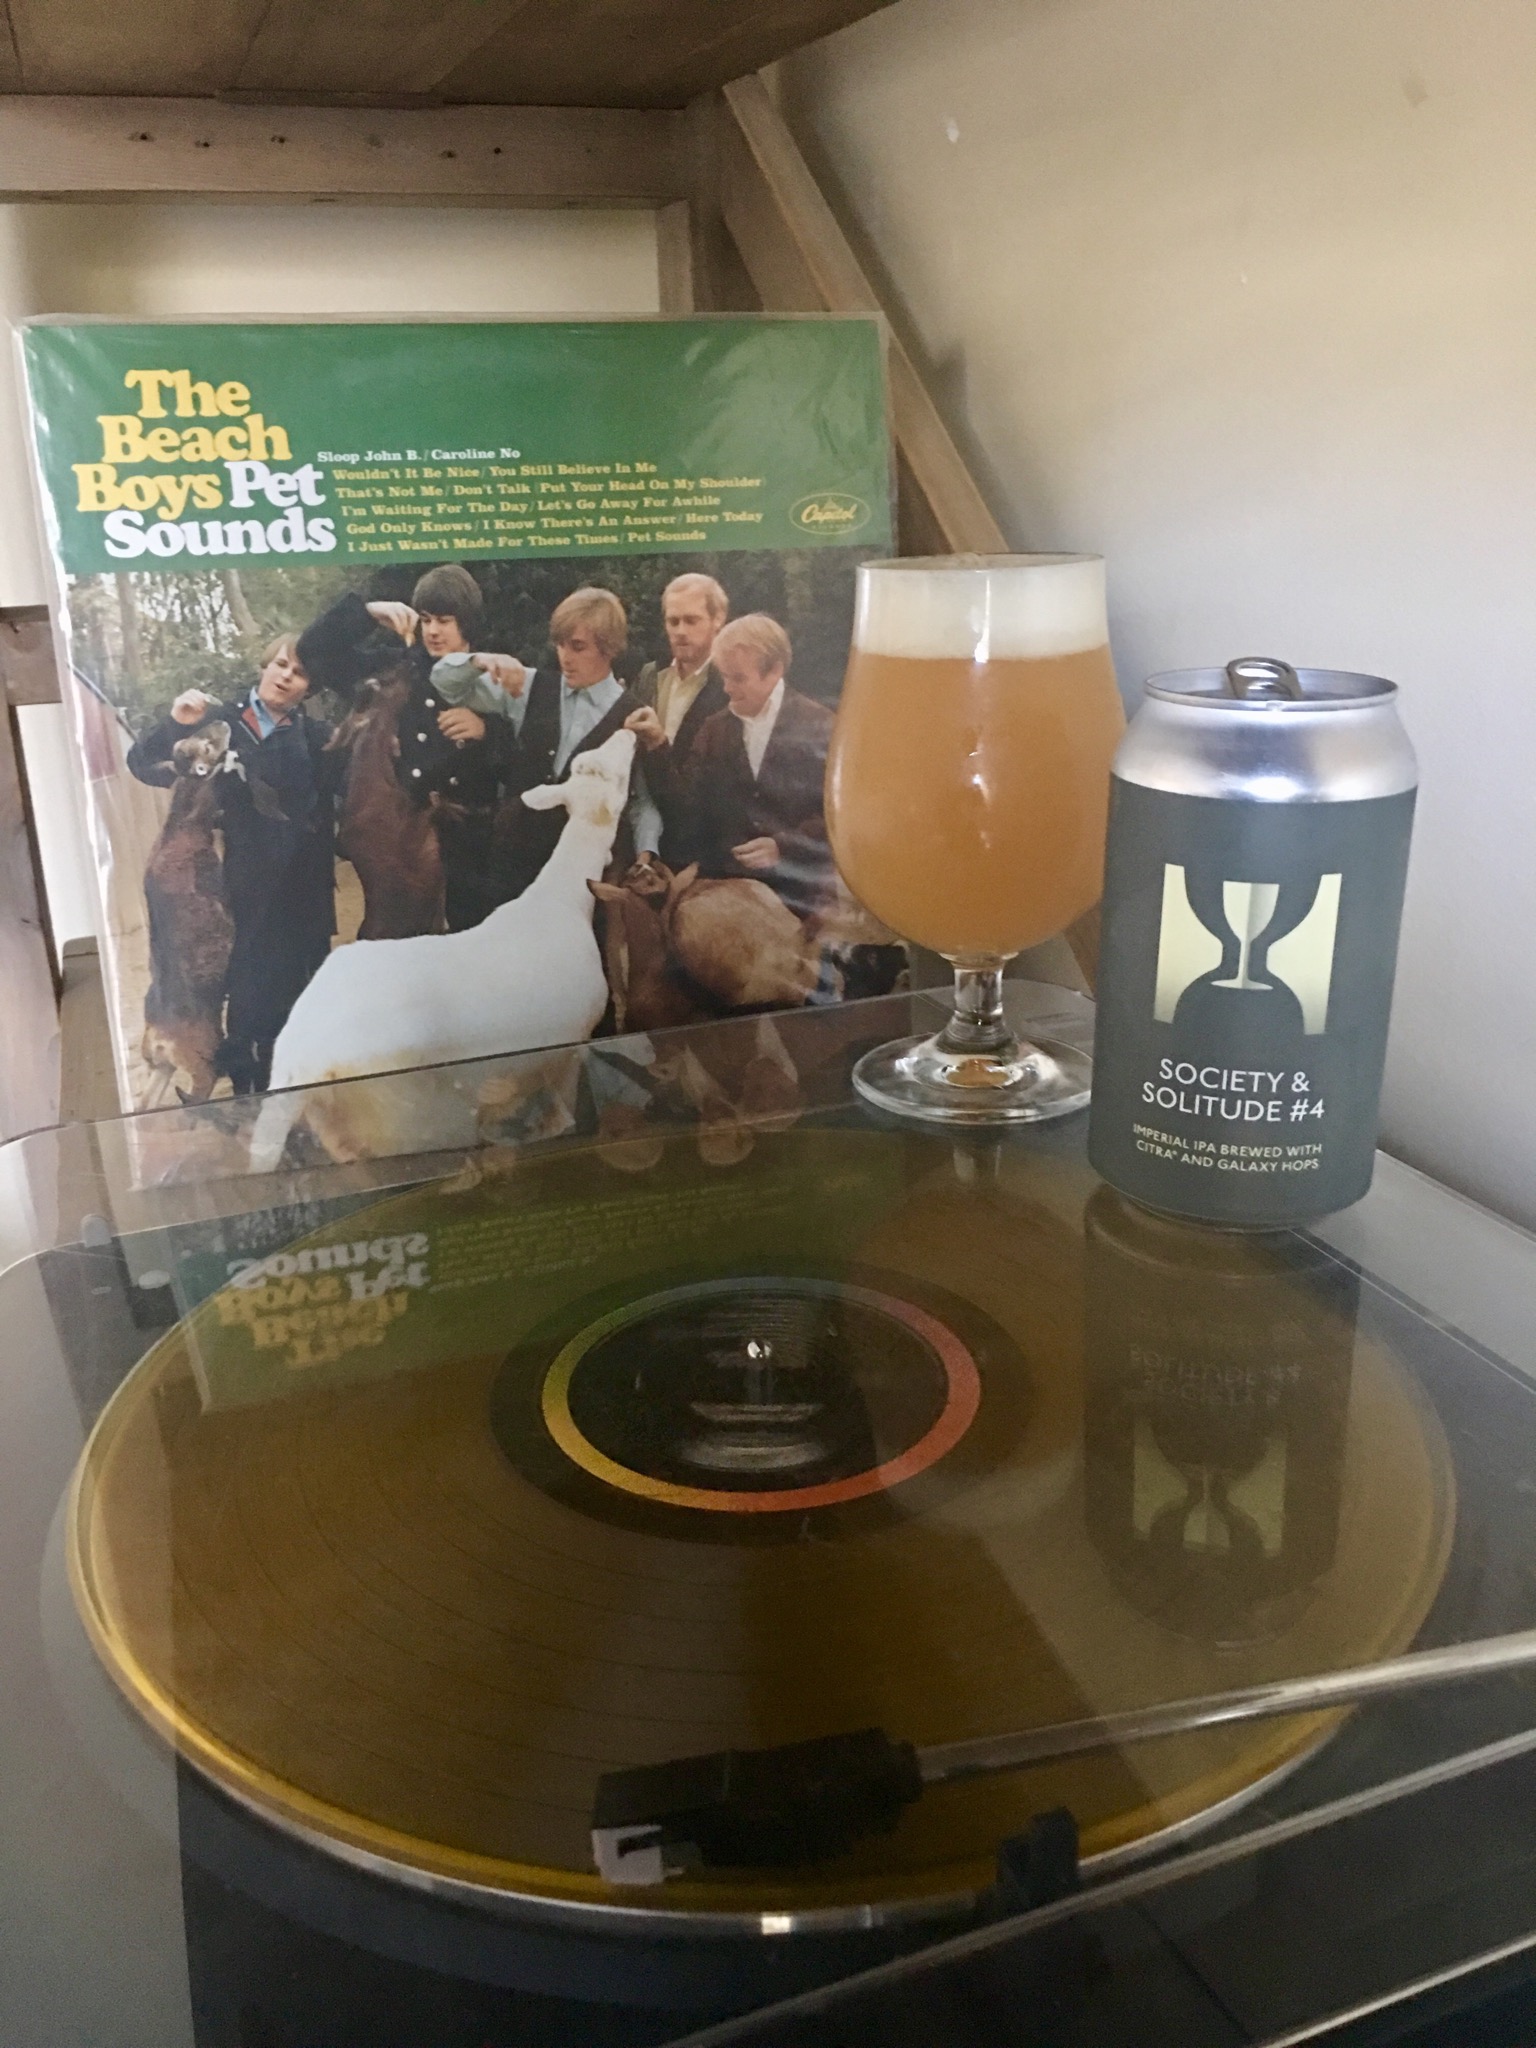 The
Beach
Boys Pet
Sounds
Sloop John B. / Caroline No
Wouldn't It Be Nice / You Still Believe In Me
That's Not Me / Don't Talk (Put Your Head On My Shoulder)
I'm Waiting For The Day / Let's Go Away For Awhile
God Only Knows / I Know There's An Answer / Here Today
I Just Wasn't Made For These Times / Pet Sounds
Capitol
SOCIETY &
SOLITUDE #4
IMPERIAL IPA BREWED WITH
CITRA® AND GALAXY HOPS